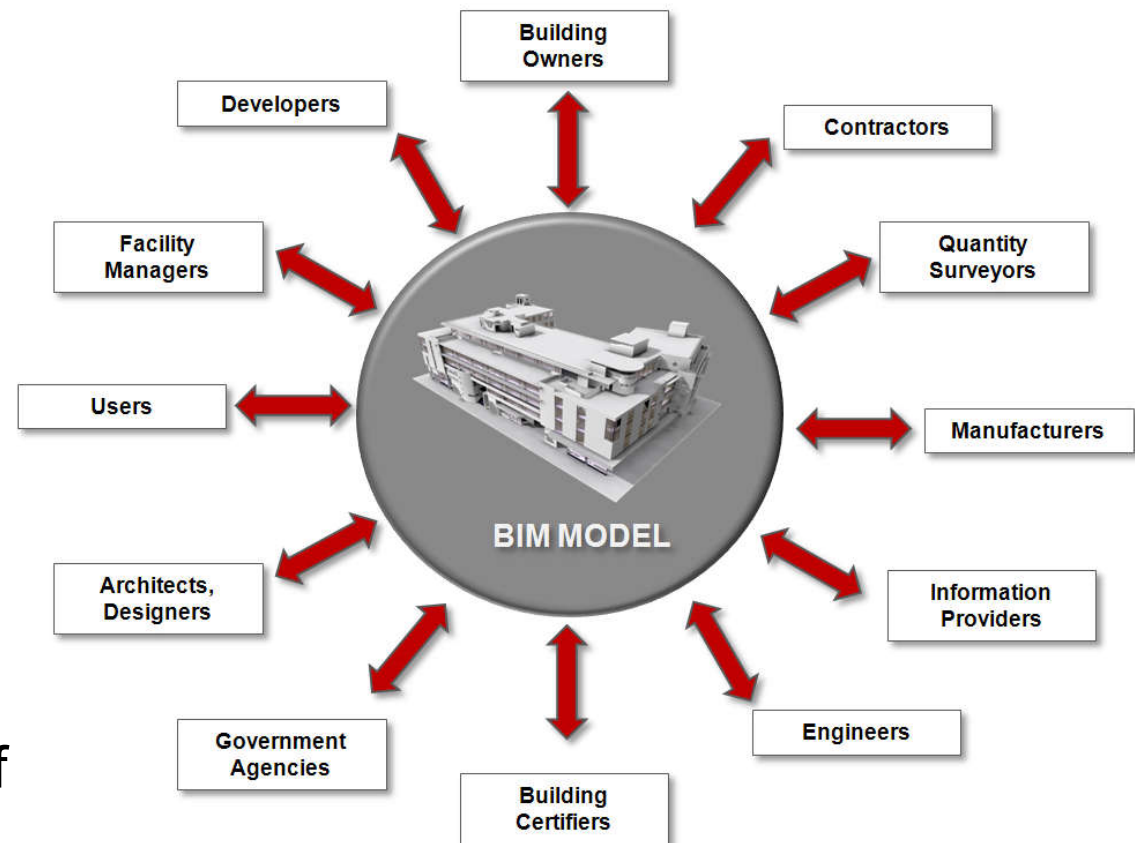 Building
Owners
Developers
Contractors
Facility
Managers
Quantity
Surveyors
Users
Manufacturers
BIM MODEL
Architects,
Designers
Information
Providers
Government
Agencies
Engineers
Building
Certifiers
f